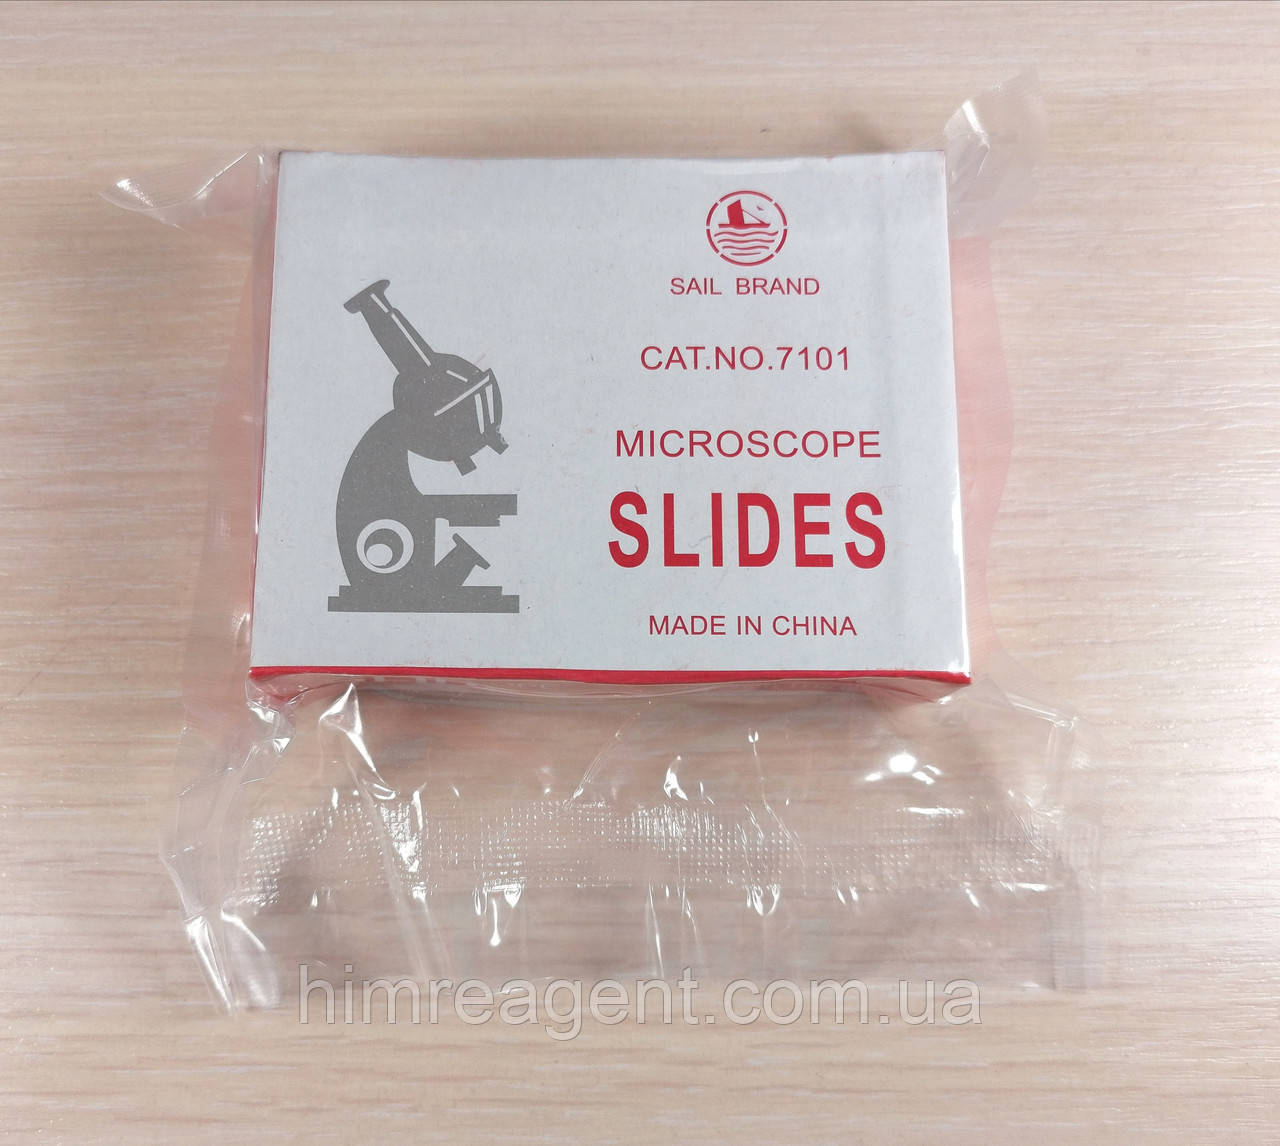 SAIL BRAND
CAT.NO.7101
MICROSCOPE
SLIDES
MADE IN CHINA
himreagent.com.ua